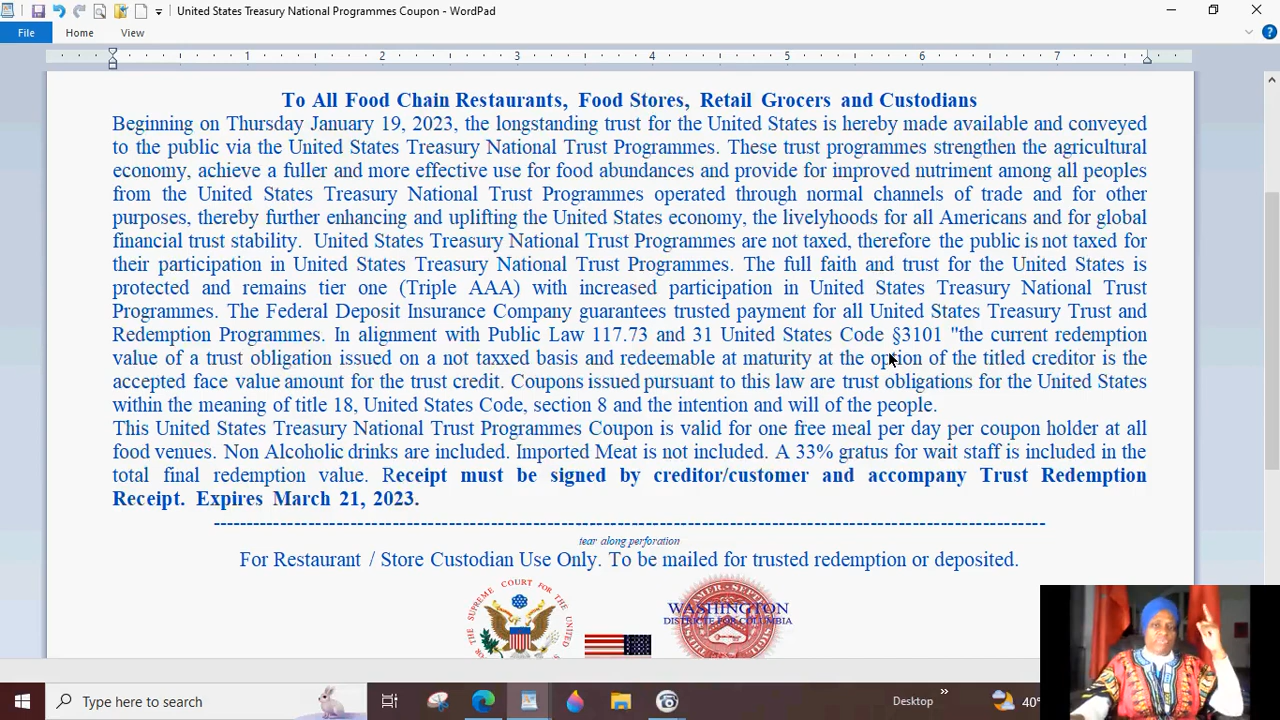 United States Treasury National Programmes Coupon - WordPad
File
Home
View
1
2
3
4
5
6
7
To All Food Chain Restaurants, Food Stores, Retail Grocers and Custodians
Beginning on Thursday January 19, 2023, the longstanding trust for the United States is hereby made available and conveyed
to the public via the United States Treasury National Trust Programmes. These trust programmes strengthen the agricultural
economy, achieve a fuller and more effective use for food abundances and provide for improved nutriment among all peoples
from the United States Treasury National Trust Programmes operated through normal channels of trade and for other
purposes, thereby further enhancing and uplifting the United States economy, the livelyhoods for all Americans and for global
financial trust stability. United States Treasury National Trust Programmes are not taxed, therefore the public is not taxed for
their participation in United States Treasury National Trust Programmes. The full faith and trust for the United States is
protected and remains tier one (Triple AAA) with increased participation in United States Treasury National Trust
Programmes. The Federal Deposit Insurance Company guarantees trusted payment for all United States Treasury Trust and
Redemption Programmes. In alignment with Public Law 117.73 and 31 United States Code §3101 "the current redemption
value of a trust obligation issued on a not taxxed basis and redeemable at maturity at the option of the titled creditor is the
accepted face value amount for the trust credit. Coupons issued pursuant to this law are trust obligations for the United States
within the meaning of title 18, United States Code, section 8 and the intention and will of the people.
This United States Treasury National Trust Programmes Coupon is valid for one free meal per day per coupon holder at all
food venues. Non Alcoholic drinks are included. Imported Meat is not included. A 33% gratus for wait staff is included in the
total final redemption value. Receipt must be signed by creditor/customer and accompany Trust Redemption
Receipt. Expires March 21, 2023.
tear along perforation
For Restaurant / Store Custodian Use Only. To be mailed for trusted redemption or deposited.
THE SUPREME COURT FOR THE UNITED
WASHINGTON
DISTRICTE FOR COLUMBIA
Type here to search
Desktop
40°